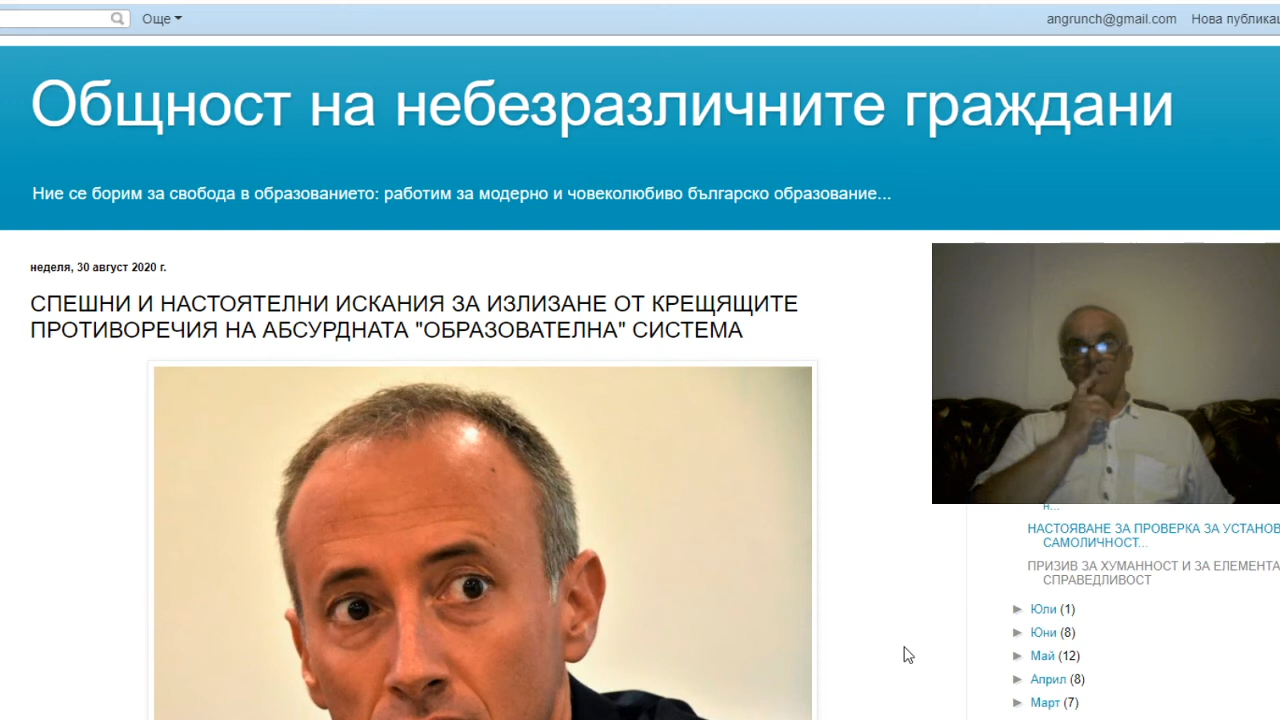 Още
angrunch@gmail.com
Нова
Общност на небезразличните граждани
Ние се борим за свобода в образованието: работим за модерно и човеколюбиво българско образование...
неделя, 30 август 2020 г.
СПЕШНИ И НАСТОЯТЕЛНИ ИСКАНИЯ ЗА ИЗЛИЗАНЕ ОТ КРЕЩЯЩИТЕ
ПРОТИВОРЕЧИЯ НА АБСУРДНАТА "ОБРАЗОВАТЕЛНА" СИСТЕМА
н...
НАСТОЯВАНЕ ЗА ПРОВЕРКА ЗА
САМОЛИЧНОСТ...
ПРИЗИВ ЗА ХУМАННОСТ И ЗА
СПРАВЕДЛИВОСТ
► Юли (1)
► Юни (8)
► Май (12)
► Април (8)
► Март (7)